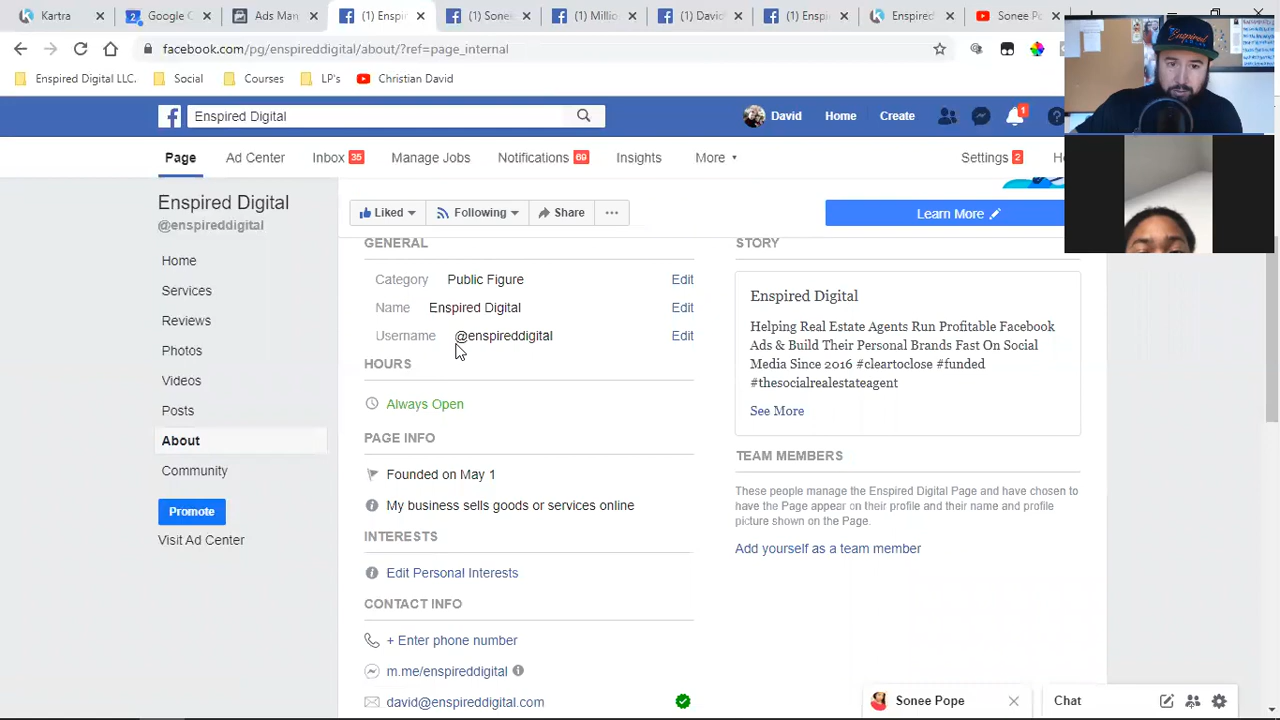 Kartra
Google C
Ads Man
(1) Enspi
(1) Sone
(1) Millio
(1) David
(1) Enspi
Enspired
Sonee Po
facebook.com/pg/enspireddigital/about/?ref=page_internal
Enspired Digital LLC.
Social
Courses
LP's
Christian David
Enspired Digital
David
Home
Create
1
Page
Ad Center
Inbox 35
Manage Jobs
Notifications 69
Insights
More
Settings 2
Enspired Digital
@enspireddigital
Home
Services
Reviews
Photos
Videos
Posts
About
Community
Promote
Visit Ad Center
Liked
Following
Share
...
Learn More
GENERAL
Category Public Figure Edit
Name Enspired Digital Edit
Username @enspireddigital Edit
HOURS
Always Open
PAGE INFO
Founded on May 1
My business sells goods or services online
INTERESTS
Edit Personal Interests
CONTACT INFO
+ Enter phone number
m.me/enspireddigital
david@enspireddigital.com
STORY
Enspired Digital
Helping Real Estate Agents Run Profitable Facebook
Ads & Build Their Personal Brands Fast On Social
Media Since 2016 #cleartoclose #funded
#thesocialrealestateagent
See More
TEAM MEMBERS
These people manage the Enspired Digital Page and have chosen to
have the Page appear on their profile and their name and profile
picture shown on the Page.
Add yourself as a team member
Sonee Pope
Chat